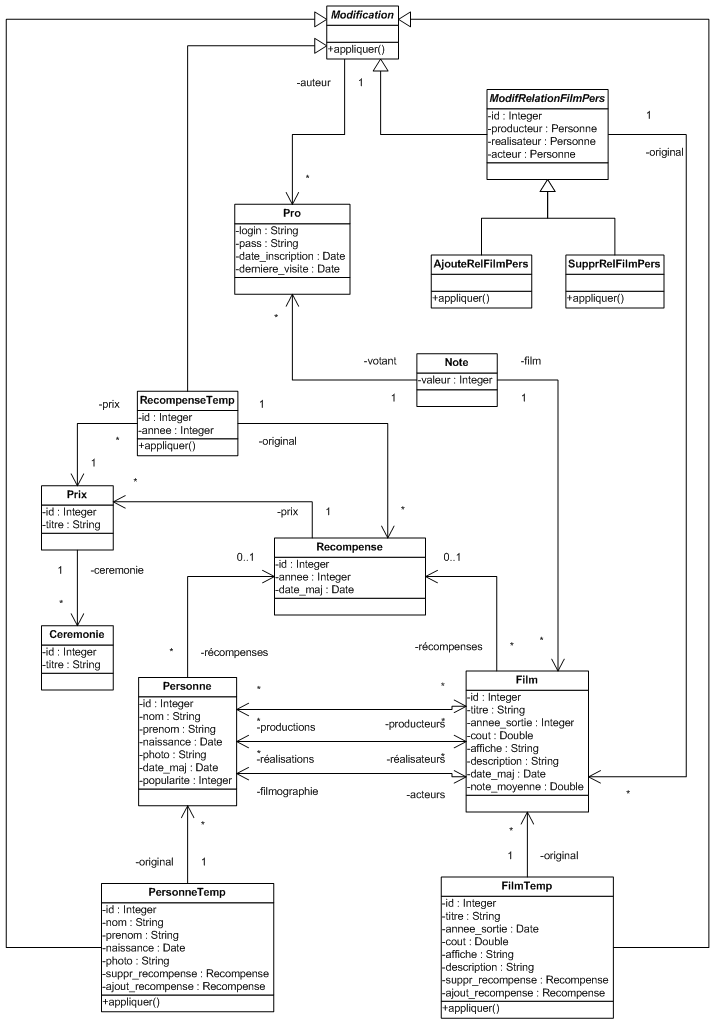 Modification
+appliquer()
-auteur
1
*
ModifRelationFilmPers
-id : Integer
-producteur : Personne
-realisateur : Personne
-acteur : Personne
1
-original
Pro
-login : String
-pass : String
-date_inscription : Date
-derniere_visite : Date
AjouteRelFilmPers
+appliquer()
SupprRelFilmPers
+appliquer()
*
-votant
1
Note
-valeur : Integer
-film
1
RecompenseTemp
-id : Integer
-annee : Integer
+appliquer()
-prix
*
1
1
-original
*
Prix
-id : Integer
-titre : String
*
-prix
1
Recompense
-id : Integer
-annee : Integer
-date_maj : Date
0..1
0..1
1
-ceremonie
*
Ceremonie
-id : Integer
-titre : String
*
-récompenses
-récompenses
*
*
Personne
-id : Integer
-nom : String
-prenom : String
-naissance : Date
-photo : String
-date_maj : Date
-popularite : Integer
*
*
*
-productions
-producteurs
*
*
-réalisations
-réalisateurs
*
-filmographie
-acteurs
Film
-id : Integer
-titre : String
-annee_sortie : Integer
-cout : Double
-affiche : String
-description : String
-date_maj : Date
-note_moyenne : Double
*
*
-original
1
*
1
-original
PersonneTemp
-id : Integer
-nom : String
-prenom : String
-naissance : Date
-photo : String
-suppr_recompense : Recompense
-ajout_recompense : Recompense
+appliquer()
FilmTemp
-id : Integer
-titre : String
-annee_sortie : Date
-cout : Double
-affiche : String
-description : String
-suppr_recompense : Recompense
-ajout_recompense : Recompense
+appliquer()